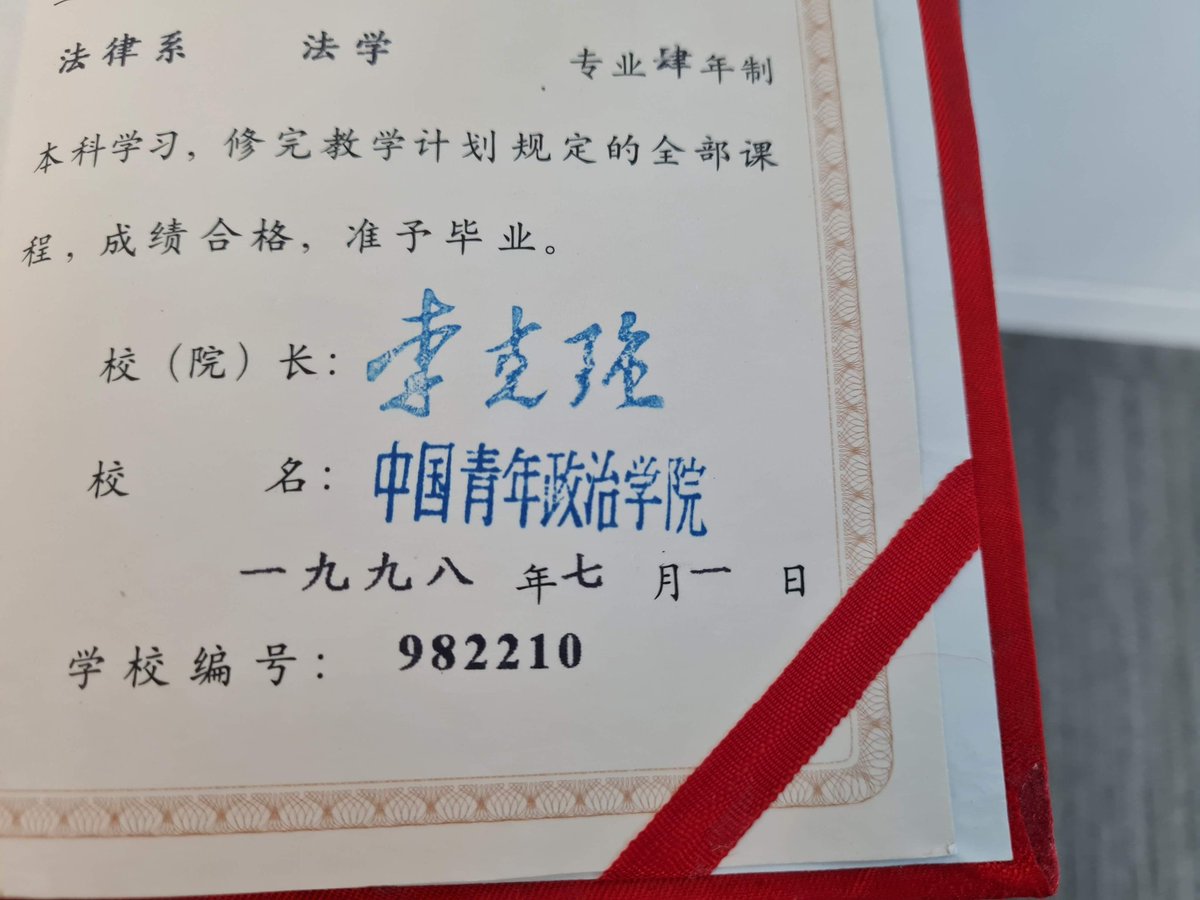 法律系 法学 专业肆年制
本科学习，修完教学计划规定的全部课
程，成绩合格，准予毕业。
校（院）长：李克强
校 名：中国青年政治学院
一九九八 年七 月一 日
学校编号： 982210